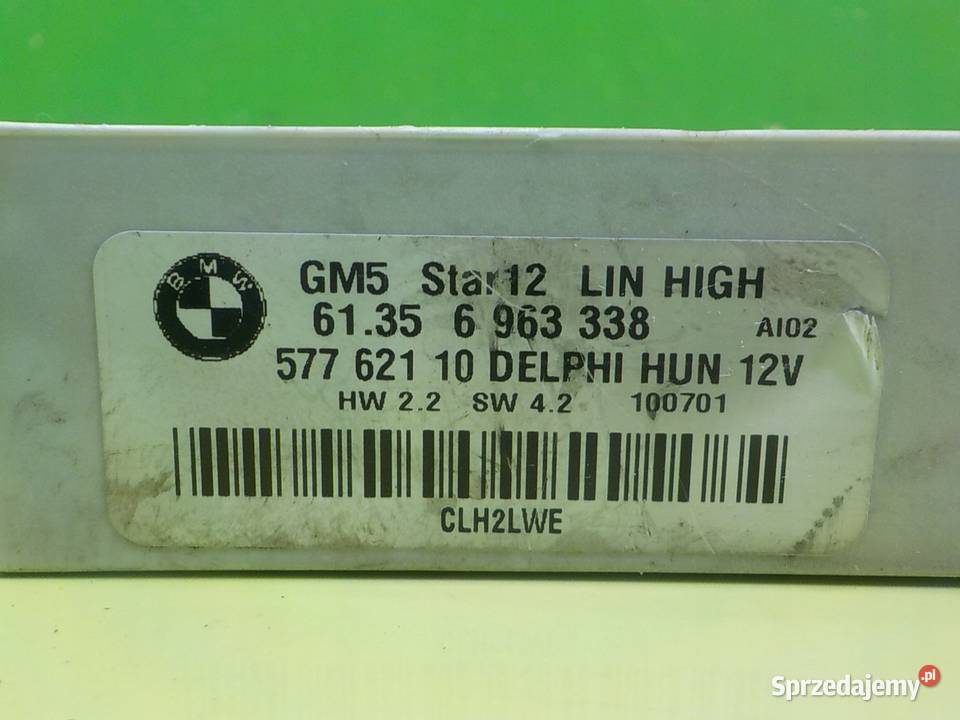 BMW
GM5 Star12 LIN HIGH
61.35 6 963 338 AI02
577 621 10 DELPHI HUN 12V
HW 2.2 SW 4.2 100701
CLH2LWE
Sprzedajemy.pl